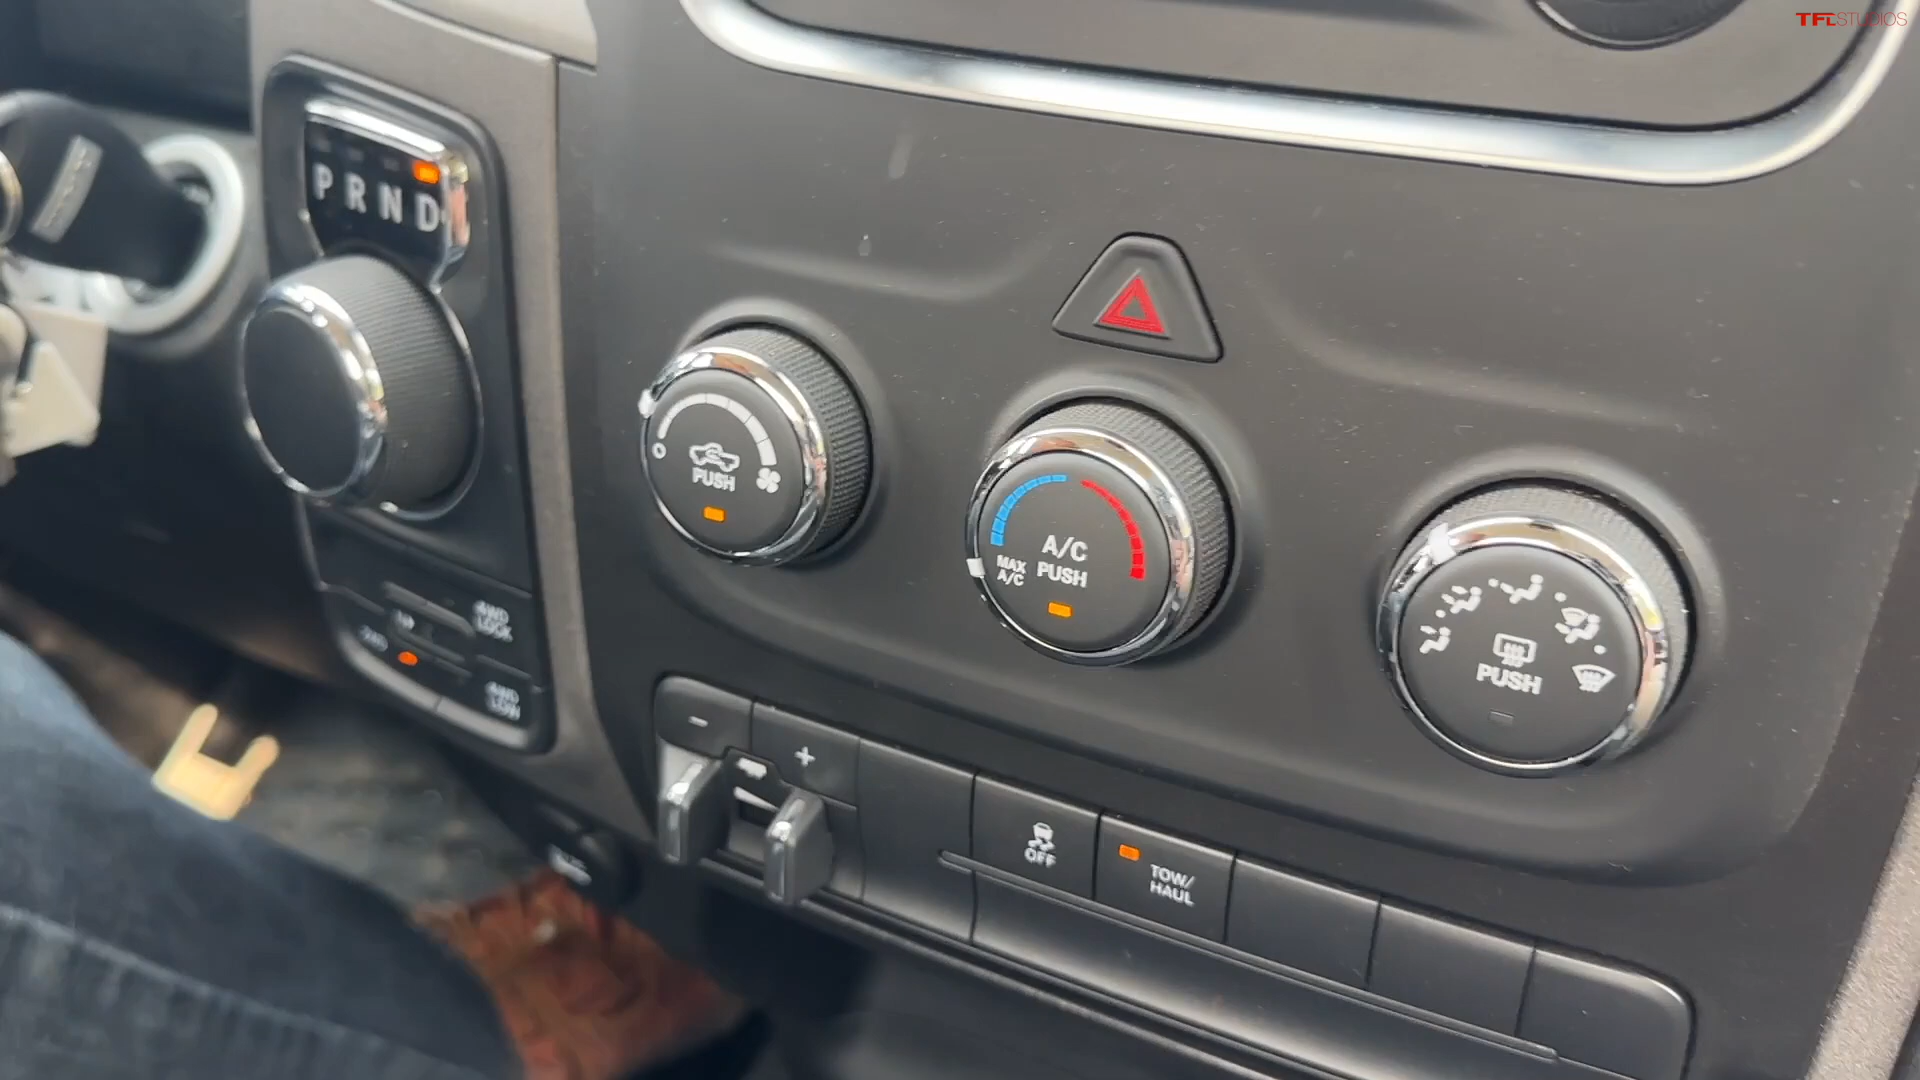 TFLSTUDIOS
P R N D
PUSH
A/C
PUSH
MAX
A/C
PUSH
4WD
LOCK
N
2WD
4WD
LOW
- +
OFF
TOW/
HAUL